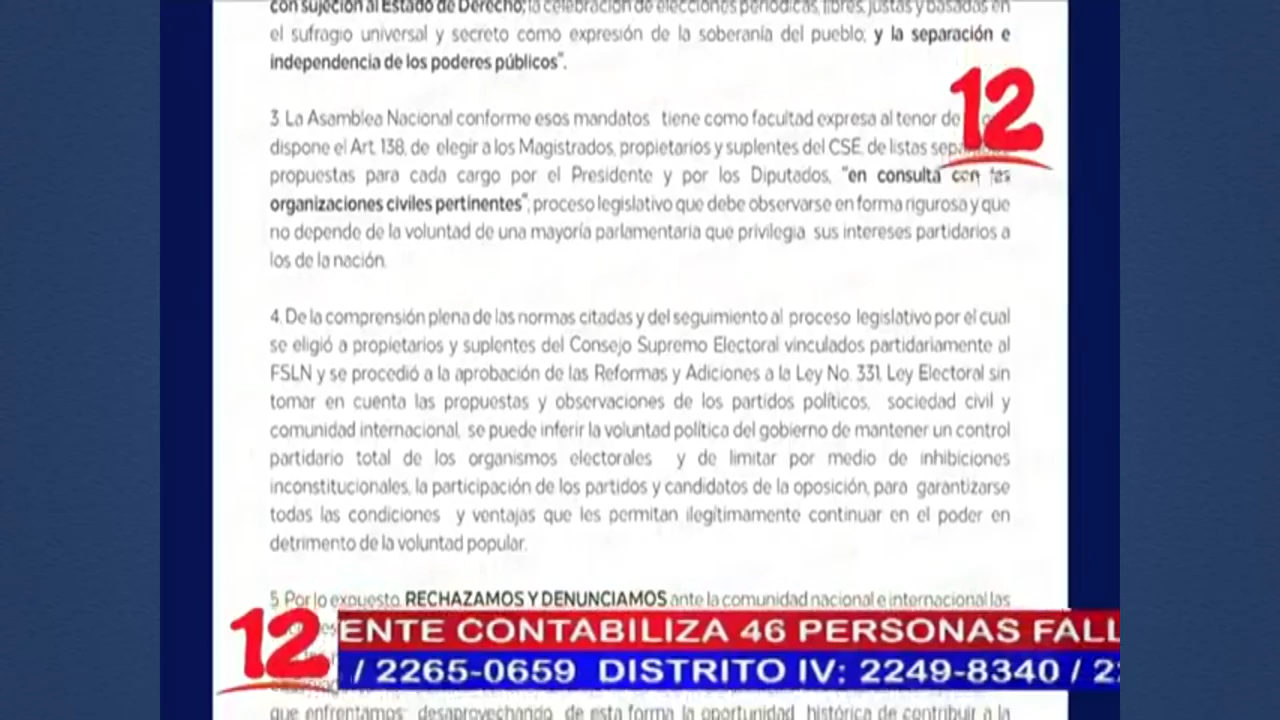 con sujeción al Estado de Derecho; la celebración de elecciones periódicas, libres, justas y basadas en
el sufragio universal y secreto como expresión de la soberanía del pueblo; y la separación e
independencia de los poderes públicos".
12
3. La Asamblea Nacional conforme esos mandatos tiene como facultad expresa al tenor de
dispone el Art. 138, de elegir a los Magistrados, propietarios y suplentes del CSE, de listas
propuestas para cada cargo por el Presidente y por los Diputados, "en consulta con las
organizaciones civiles pertinentes", proceso legislativo que debe observarse en forma rigurosa y que
no depende de la voluntad de una mayoría parlamentaria que privilegia sus intereses partidarios a
los de la nación.
4. De la comprensión plena de las normas citadas y del seguimiento al proceso legislativo por el cual
se eligió a propietarios y suplentes del Consejo Supremo Electoral vinculados partidariamente al
FSLN y se procedió a la aprobación de las Reformas y Adiciones a la Ley No. 331, Ley Electoral sin
tomar en cuenta las propuestas y observaciones de los partidos políticos, sociedad civil y
comunidad internacional, se puede inferir la voluntad política del gobierno de mantener un control
partidario total de los organismos electorales y de limitar por medio de inhibiciones
inconstitucionales, la participación de los partidos y candidatos de la oposición, para garantizarse
todas las condiciones y ventajas que les permitan ilegítimamente continuar en el poder en
detrimento de la voluntad popular.
5. Por lo expuesto, RECHAZAMOS Y DENUNCIAMOS ante la comunidad nacional e internacional las
12
ENTE CONTABILIZA 46 PERSONAS FALL
/ 2265-0659 DISTRITO IV: 2249-8340 / 22
que enfrentamos; desaprovechando de esta forma la oportunidad histórica de contribuir a la